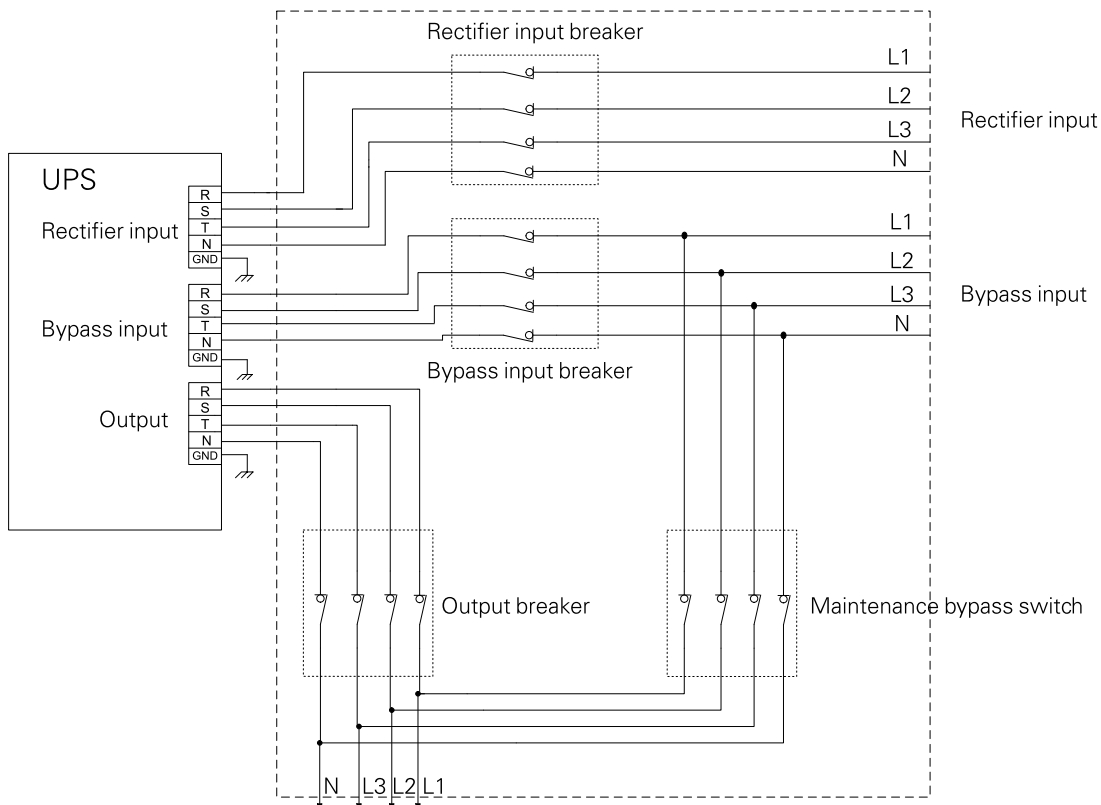 Rectifier input breaker
L1
L2
L3
N
Rectifier input
UPS
Rectifier input
R
S
T
N
GND
L1
L2
L3
N
Bypass input
Bypass input
R
S
T
N
GND
Bypass input breaker
Output
R
S
T
N
GND
Output breaker
Maintenance bypass switch
N L3 L2 L1